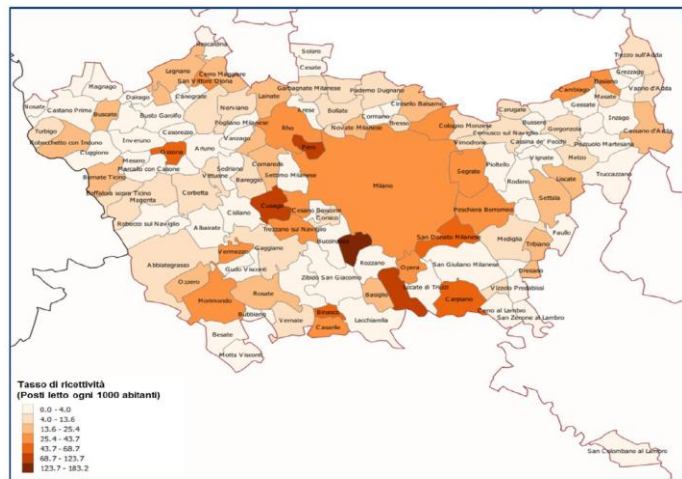 Rescaldina
Solaro
Legnano
Cerro Maggiore
Cesate
Trezzo sull'Adda
San Vittore Olona
Magnago
Dairago
Canegrate
Garbagnate Milanese
Paderno Dugnano
Basiano
Grezzago
Cambiago
Nosate
Castano Primo
Buscate
Busto Garolfo
Nerviano
Lainate
Arese
Bollate
Cinisello Balsamo
Masate
Vaprio d'Adda
Casorezzo
Pogliano Milanese
Cormano
Carugate
Gessate
Turbigo
Inveruno
Rho
Novate Milanese
Bresso
Cologno Monzese
Bussero
Inzago
Robecchetto con Induno
Vanzago
Cernusco sul Naviglio
Gorgonzola
Cuggiono
Ossona
Arluno
Pero
Vimodrone
Cassina de' Pecchi
Cassano d'Adda
Mesero
Pozzuolo Martesana
Marcallo con Casone
Sedriano
Cornaredo
Pioltello
Vignate
Melzo
Bernate Ticino
Vittuone
Bareggio
Settimo Milanese
Milano
Segrate
Rodano
Truccazzano
Boffalora sopra Ticino
Liscate
Magenta
Corbetta
Cusago
Settala
Cesano Boscone
Corsico
Peschiera Borromeo
Robecco sul Naviglio
Cisliano
Albairate
Trezzano sul Naviglio
Paullo
Buccinasco
San Donato Milanese
Mediglia
Tribiano
Abbiategrasso
Vermezzo
Gaggiano
Rozzano
Opera
San Giuliano Milanese
Dresano
Gudo Visconti
Zibido San Giacomo
Ozzero
Rosate
Basiglio
Locate di Triulzi
Vizzolo Predabissi
Morimondo
Carpiano
Cerro al Lambro
Bubbiano
Vernate
Binasco
Lacchiarella
San Zenone al Lambro
Casarile
Besate
Motta Visconti
Tasso di ricettività
(Posti letto ogni 1000 abitanti)
0.0 - 4.0
4.0 - 13.6
13.6 - 25.4
25.4 - 43.7
43.7 - 68.7
68.7 - 123.7
123.7 - 183.2
San Colombano al Lambro